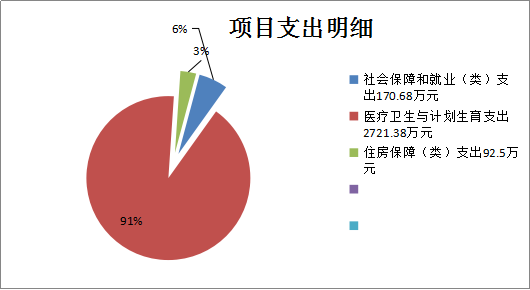 项目支出明细
6%
3%
91%
社会保障和就业（类）支
出170.68万元
医疗卫生与计划生育支出
2721.38万元
住房保障（类）支出92.5万
元